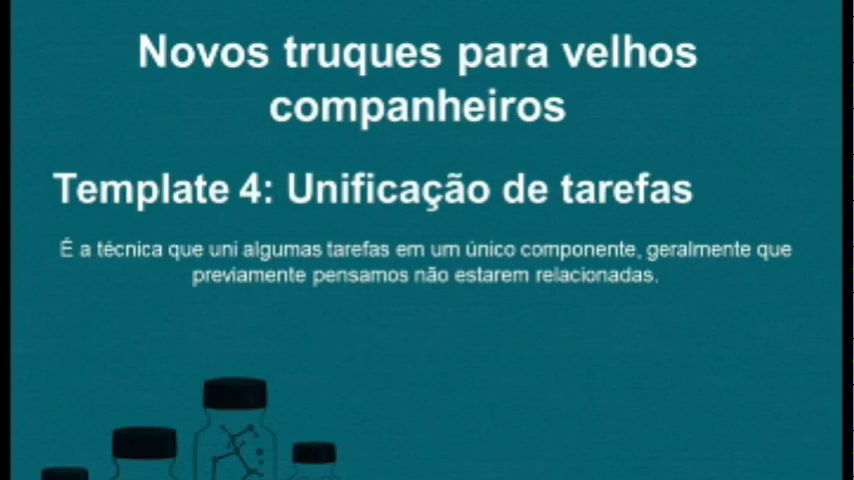 Novos truques para velhos
companheiros
Template 4: Unificação de tarefas
É a técnica que uni algumas tarefas em um único componente, geralmente que
previamente pensamos não estarem relacionadas.